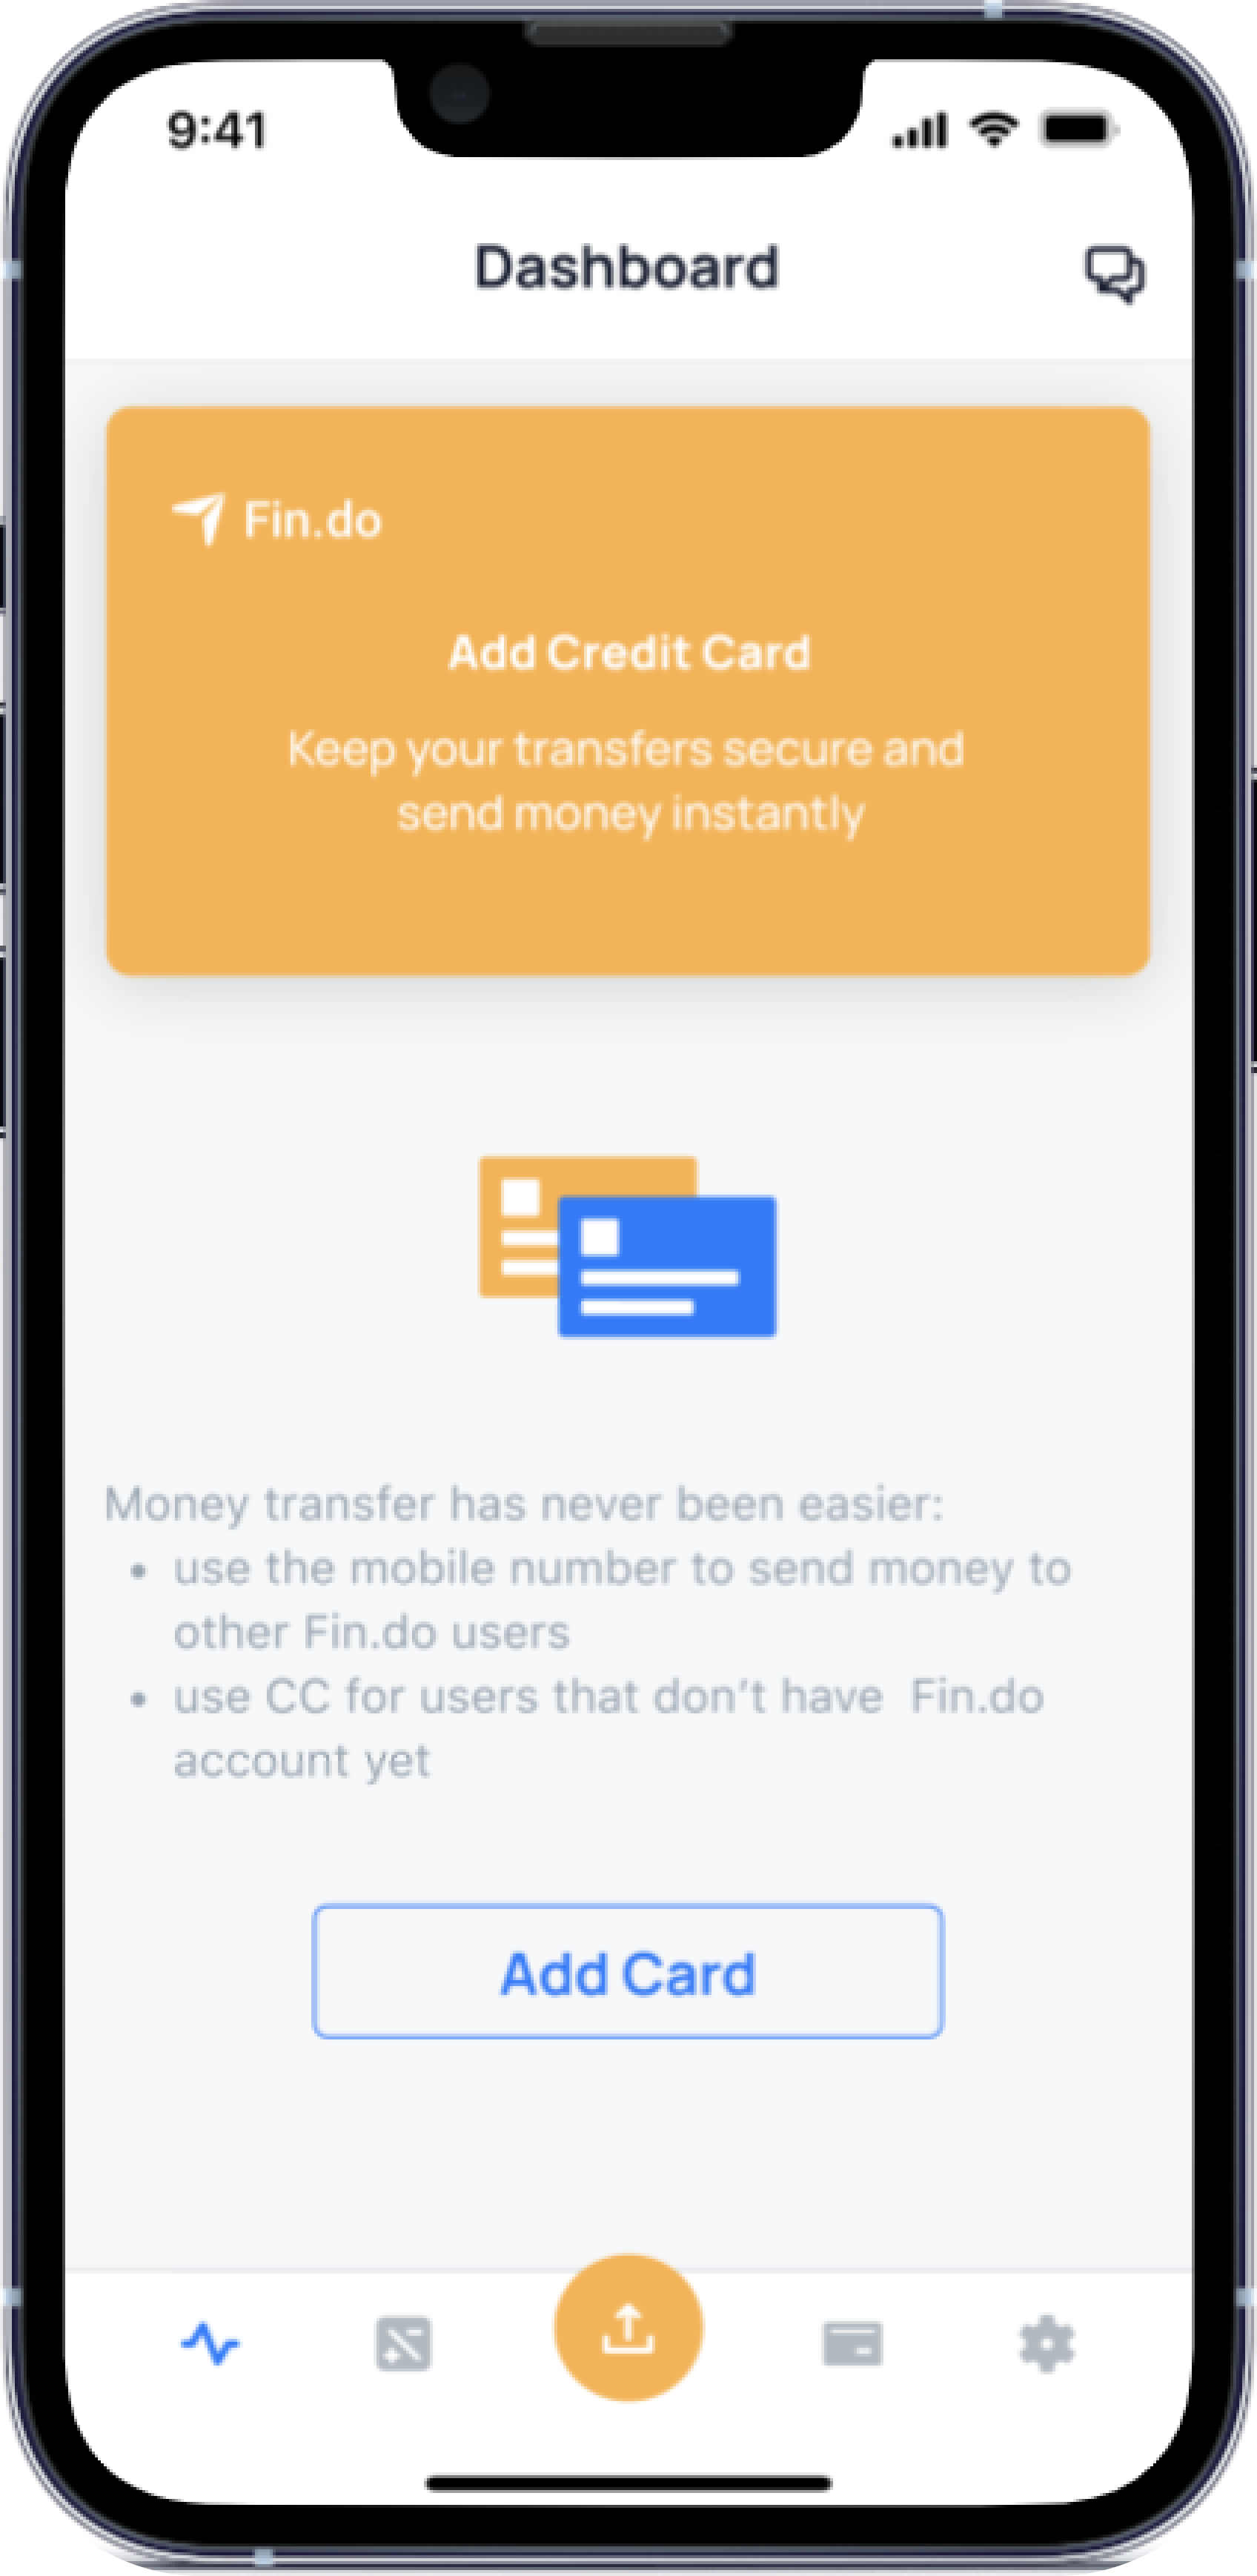 9:41
Dashboard
Fin.do
Add Credit Card
Keep your transfers secure and
send money instantly
Money transfer has never been easier:
• use the mobile number to send money to
other Fin.do users
• use CC for users that don’t have  Fin.do
account yet
Add Card